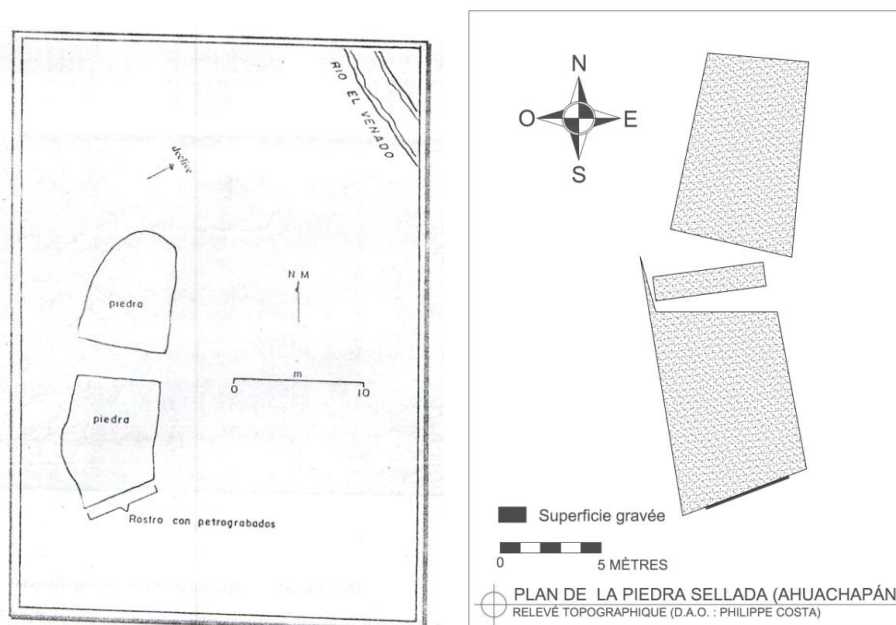 RIO EL VENADO
declive
N M
piedra
m
0 10
piedra
Rostro con petrograbados
N
O E
S
Superficie gravée
0 5 MÈTRES
PLAN DE LA PIEDRA SELLADA (AHUACHAPÁN
RELEVÉ TOPOGRAPHIQUE (D.A.O. : PHILIPPE COSTA)